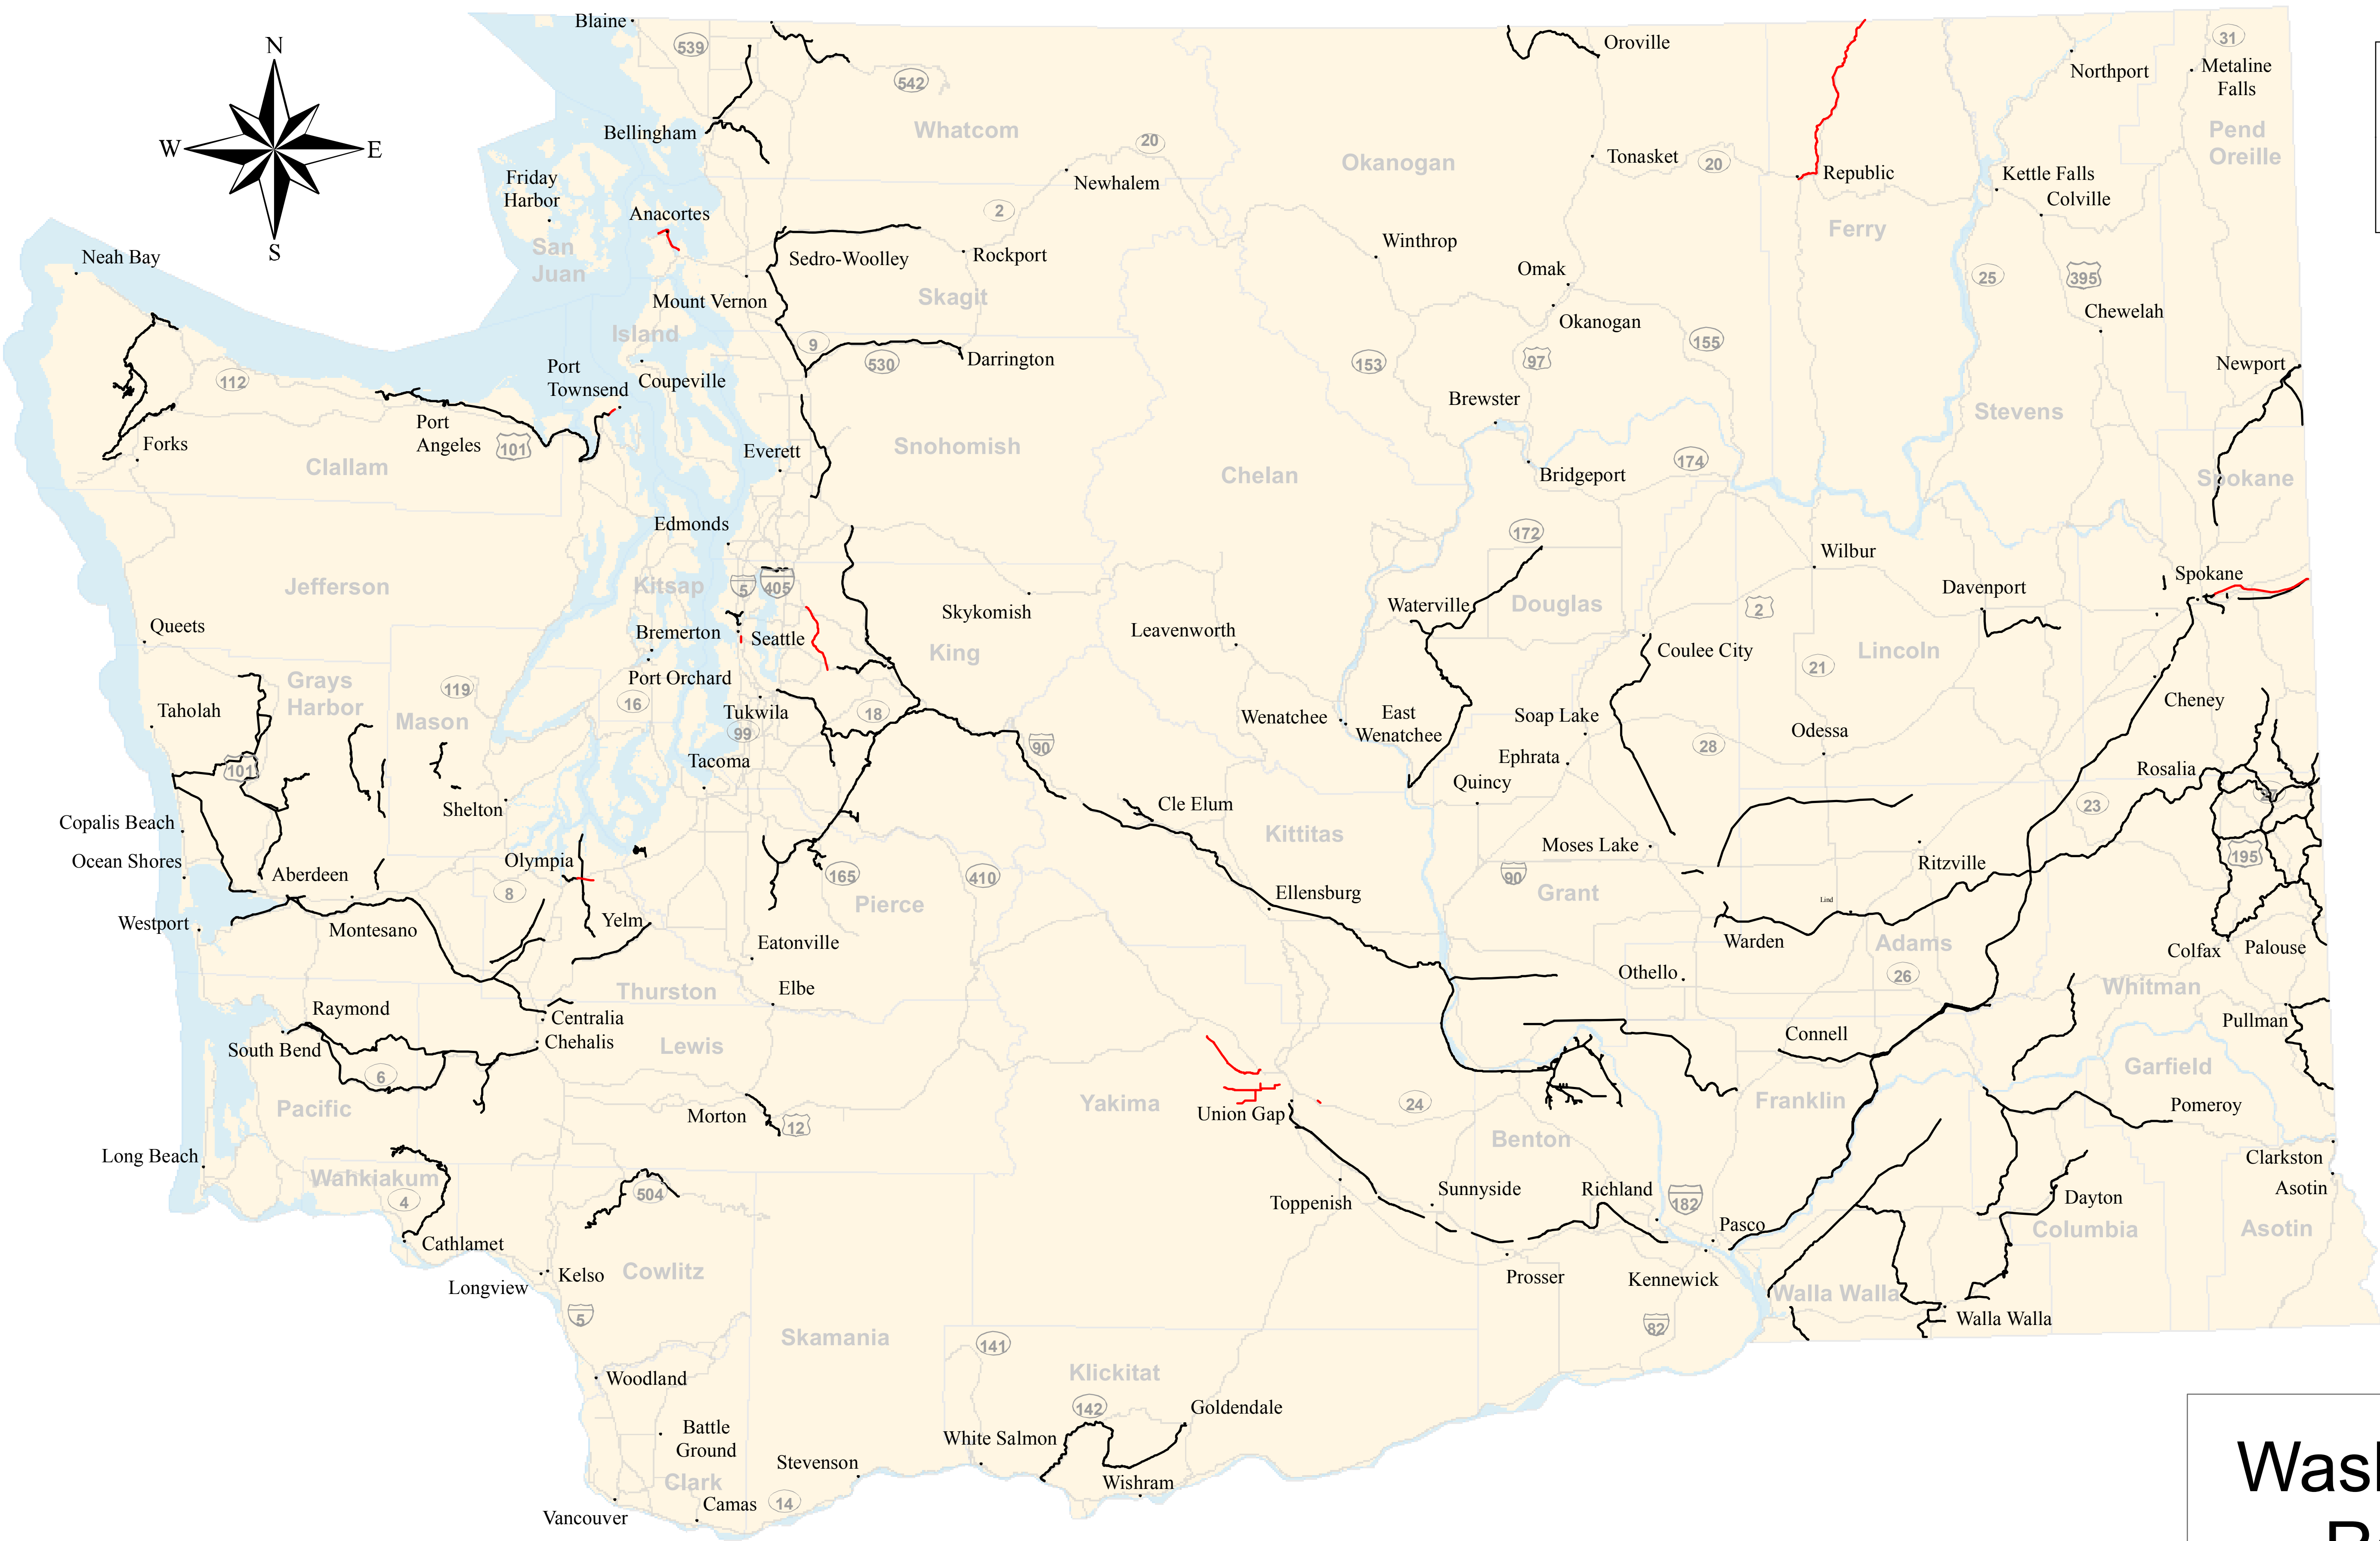 N
W
E
S
Blaine
539
542
Oroville
31
Northport
Metaline
Falls
Bellingham
Whatcom
20
Okanogan
Tonasket
20
Republic
Pend
Oreille
Kettle Falls
Colville
Newhalem
Friday
Harbor
Anacortes
2
Ferry
San
Juan
Neah Bay
Sedro-Woolley
Rockport
Winthrop
Omak
25
395
Mount Vernon
Skagit
Okanogan
Chewelah
Island
9
530
Darrington
153
97
155
Newport
112
Port
Townsend
Coupeville
Brewster
Stevens
Port
Angeles
101
Forks
Clallam
Everett
Snohomish
Chelan
Bridgeport
174
Spokane
Edmonds
172
Wilbur
Jefferson
Kitsap
5
405
Skykomish
Waterville
Douglas
2
Davenport
Spokane
Queets
Bremerton
Seattle
Leavenworth
King
Coulee City
21
Lincoln
Port Orchard
Grays
Harbor
119
16
Mason
Taholah
Tukwila
18
99
Wenatchee
East
Wenatchee
Soap Lake
Cheney
90
28
Odessa
Tacoma
Ephrata
Quincy
Rosalia
101
27
Shelton
Cle Elum
23
Copalis Beach
Kittitas
Moses Lake
Ocean Shores
Olympia
Ritzville
195
Aberdeen
8
165
410
Ellensburg
90
Grant
Pierce
Lind
Westport
Montesano
Yelm
Eatonville
Warden
Adams
Colfax
Palouse
Othello
26
Elbe
Thurston
Whitman
Raymond
Centralia
Pullman
South Bend
Chehalis
Lewis
Connell
6
Garfield
Pacific
Morton
12
Yakima
Union Gap
24
Franklin
Pomeroy
Benton
Long Beach
Clarkston
Wahkiakum
4
504
Toppenish
Sunnyside
Richland
182
Asotin
Dayton
Pasco
Columbia
Asotin
Cathlamet
Longview
Kelso
Cowlitz
Prosser
Kennewick
Walla Walla
5
82
Walla Walla
Skamania
141
Woodland
Klickitat
142
Goldendale
Battle
Ground
White Salmon
Stevenson
Clark
Wishram
Camas
14
Vancouver